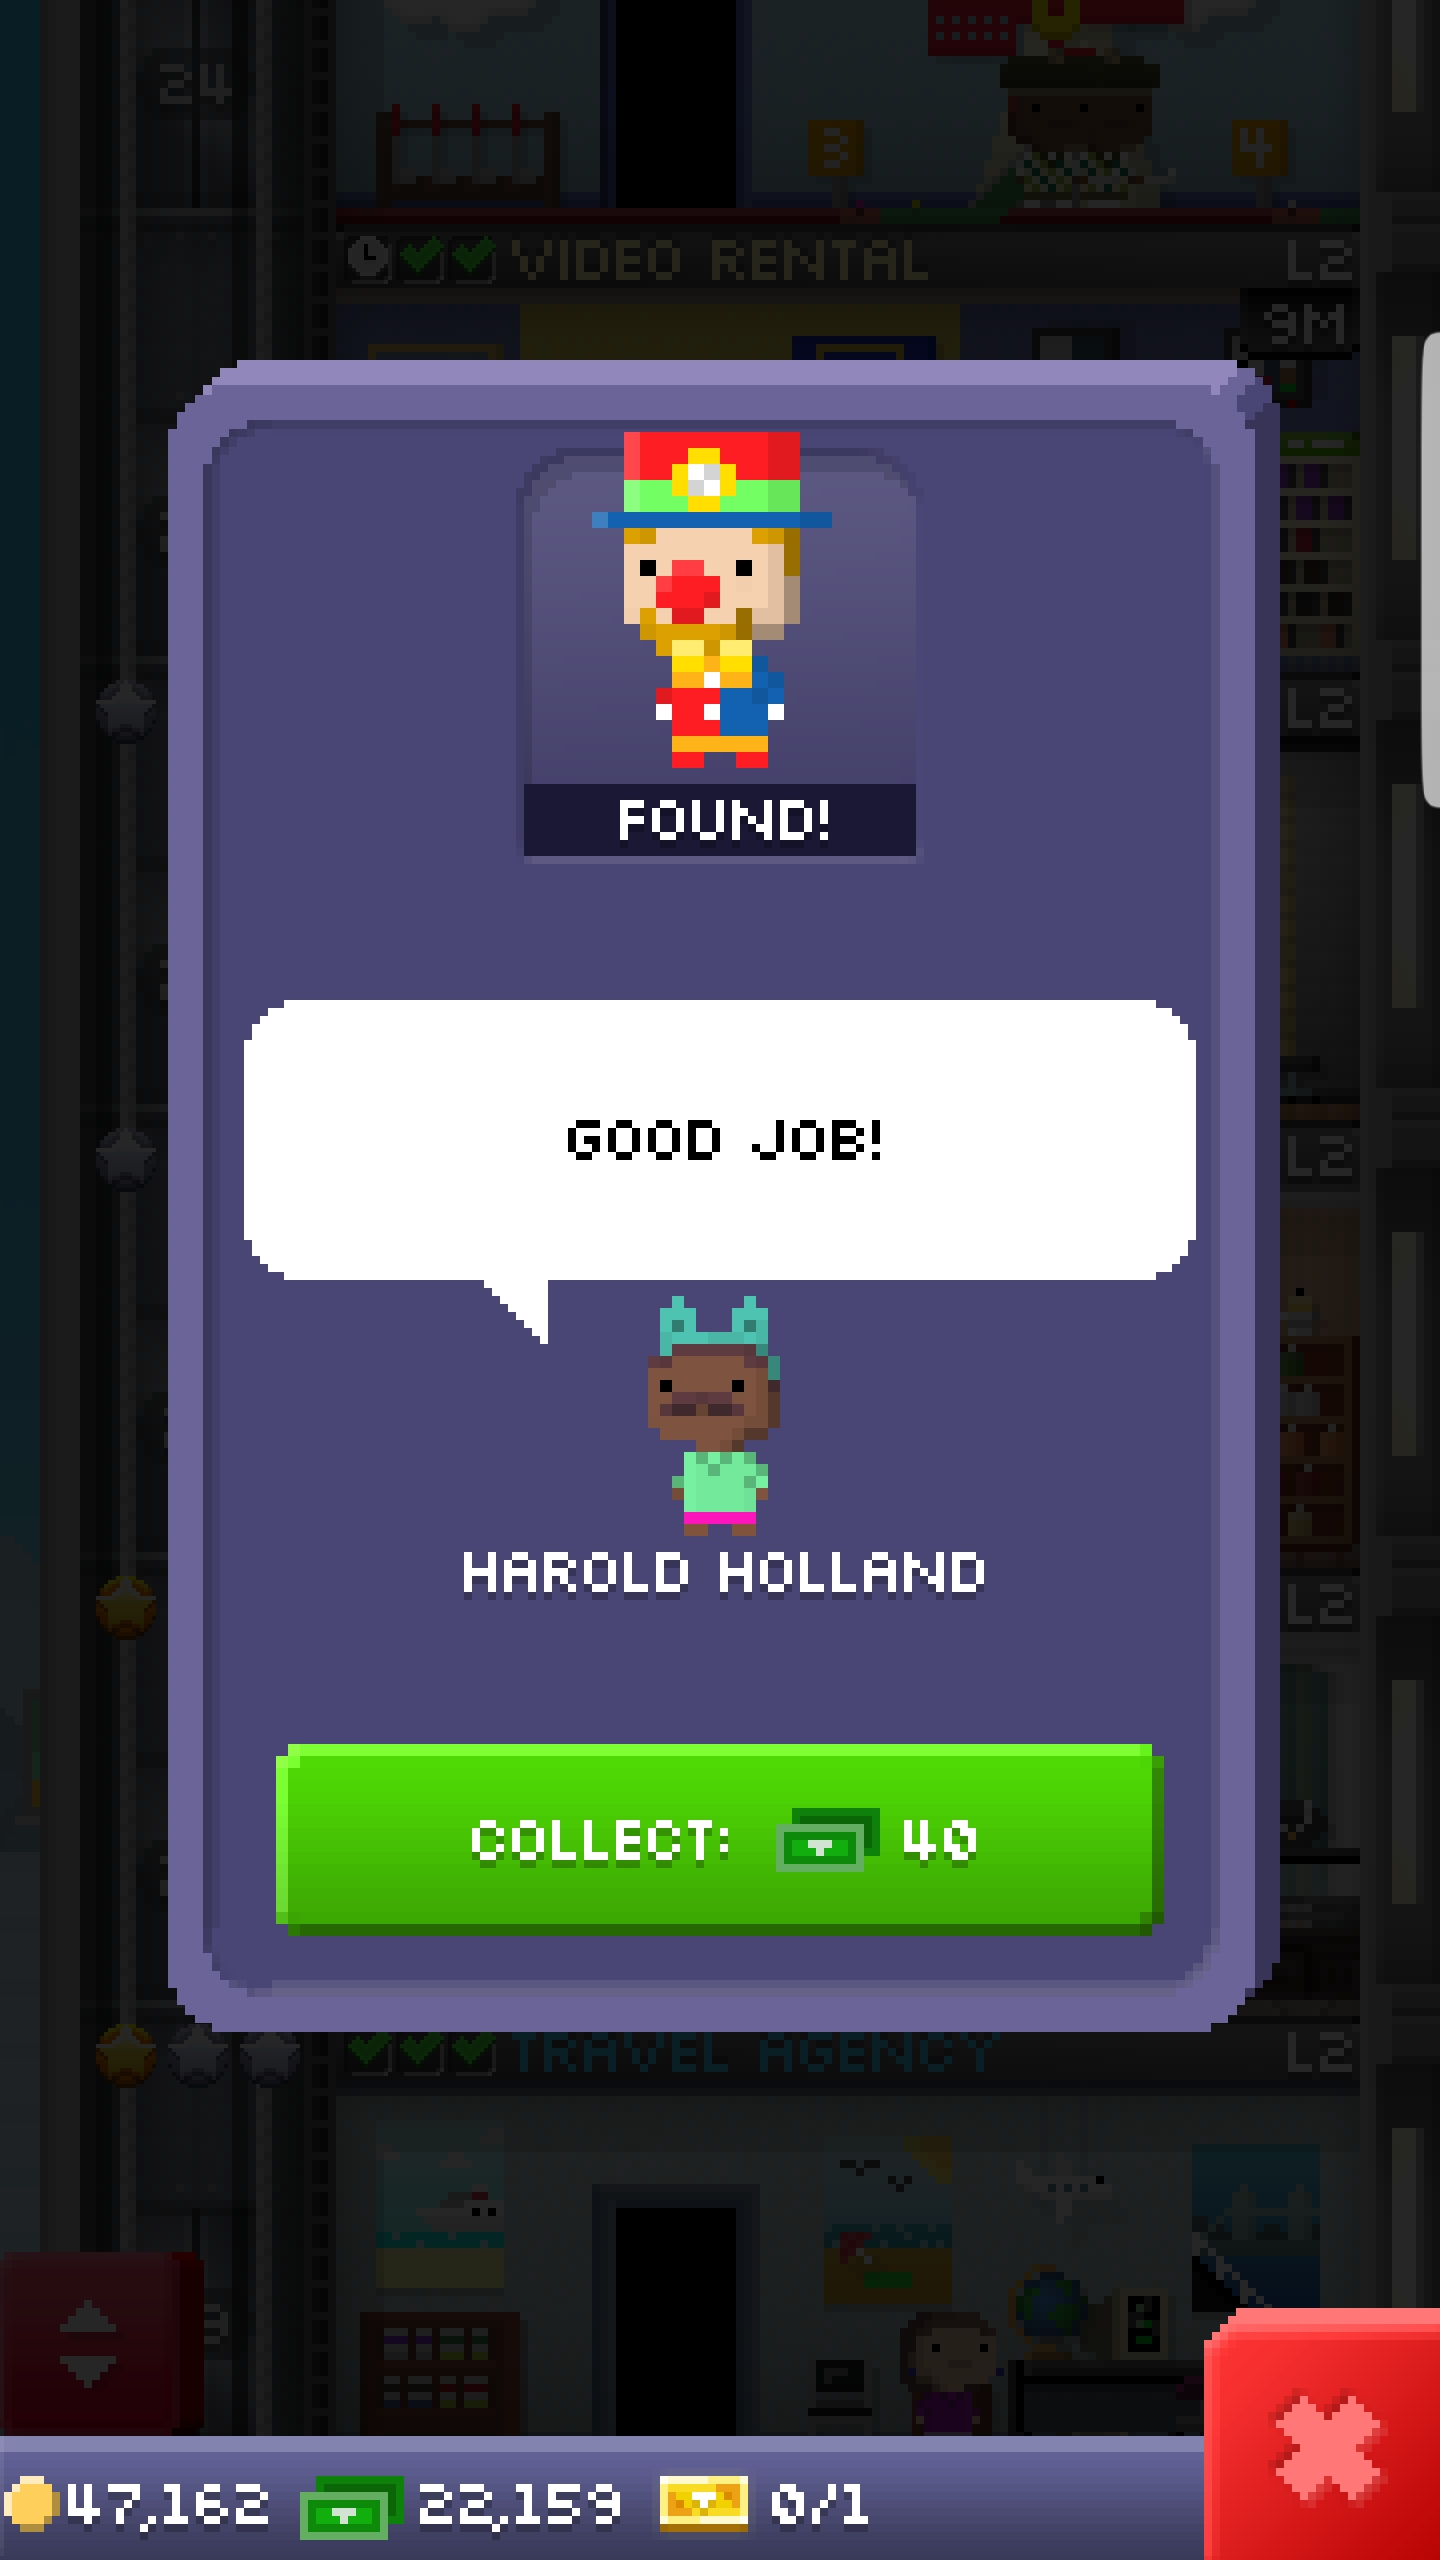 24
3
4
VIDEO RENTAL L2
9M
FOUND!
L2
GOOD JOB!
L2
HAROLD HOLLAND
L2
COLLECT: 40
TRAVEL AGENCY L2
47,162 22,159 0/1